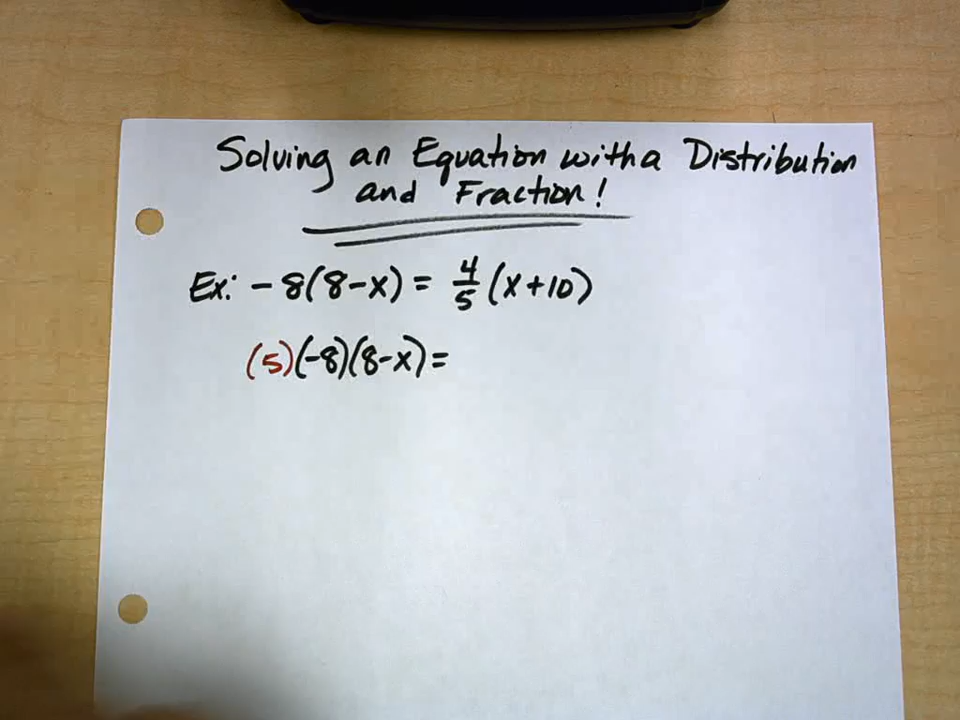 Solving an Equation with a Distribution
and Fraction!
Ex: -8(8-x) = 4/5 (x+10)
(5)(-8)(8-x) =